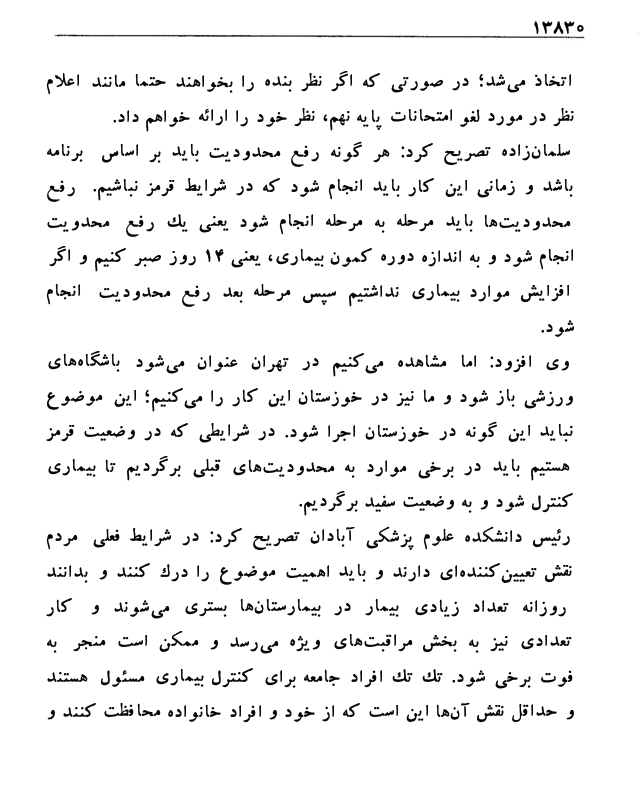 ۱۳۸۳۰
اتخاذ می‌شد؛ در صورتی که اگر نظر بنده را بخواهند حتما مانند اعلام
نظر در مورد لغو امتحانات پایه نهم، نظر خود را ارائه خواهم داد.
سلمان‌زاده تصریح کرد: هر گونه رفع محدودیت باید بر اساس برنامه
باشد و زمانی این کار باید انجام شود که در شرایط قرمز نباشیم. رفع
محدودیت‌ها باید مرحله به مرحله انجام شود یعنی یك رفع محدویت
انجام شود و به اندازه دوره کمون بیماری، یعنی ۱۴ روز صبر کنیم و اگر
افزایش موارد بیماری نداشتیم سپس مرحله بعد رفع محدودیت انجام
شود.
وی افزود: اما مشاهده می‌کنیم در تهران عنوان می‌شود باشگاه‌های
ورزشی باز شود و ما نیز در خوزستان این کار را می‌کنیم؛ این موضوع
نباید این گونه در خوزستان اجرا شود. در شرایطی که در وضعیت قرمز
هستیم باید در برخی موارد به محدودیت‌های قبلی برگردیم تا بیماری
کنترل شود و به وضعیت سفید برگردیم.
رئیس دانشکده علوم پزشکی آبادان تصریح کرد: در شرایط فعلی مردم
نقش تعیین‌کننده‌ای دارند و باید اهمیت موضوع را درك کنند و بدانند
روزانه تعداد زیادی بیمار در بیمارستان‌ها بستری می‌شوند و کار
تعدادی نیز به بخش مراقبت‌های ویژه می‌رسد و ممکن است منجر به
فوت برخی شود. تك تك افراد جامعه برای کنترل بیماری مسئول هستند
و حداقل نقش آن‌ها این است که از خود و افراد خانواده محافظت کنند و